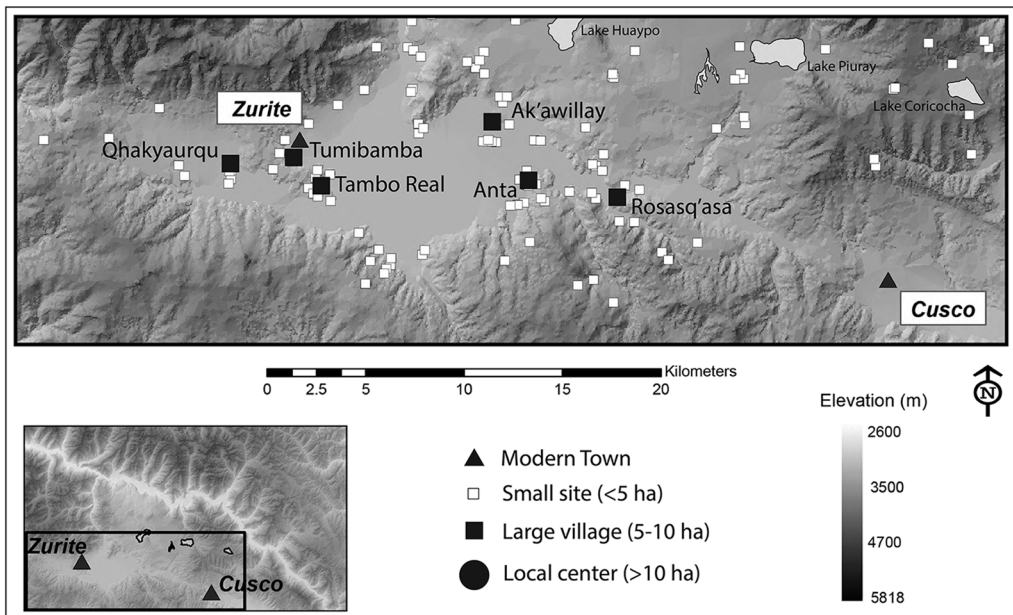 Lake Huaypo
Lake Piuray
Zurite
Ak'awillay
Lake Coricocha
Qhakyaurqu
Tumibamba
Tambo Real
Anta
Rosasq'asa
Cusco
0 2.5 5 10 15 20 Kilometers
N
Elevation (m)
2600
3500
4700
5818
Modern Town
Small site (<5 ha)
Large village (5-10 ha)
Local center (>10 ha)
Zurite
Cusco